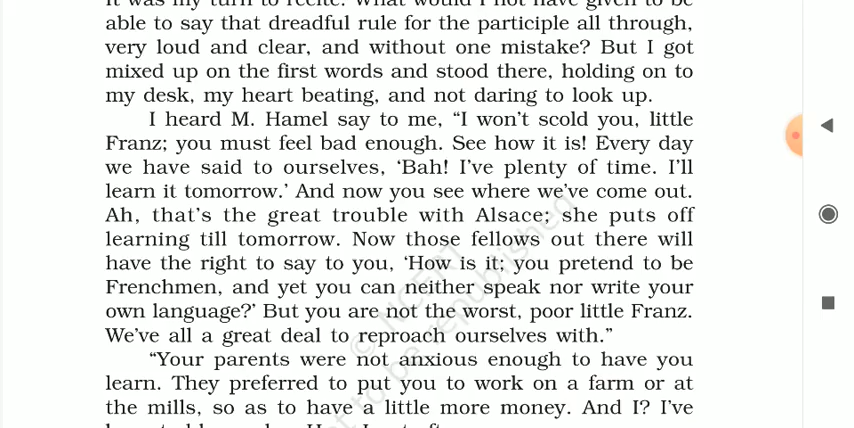 able to say that dreadful rule for the participle all through,
very loud and clear, and without one mistake? But I got
mixed up on the first words and stood there, holding on to
my desk, my heart beating, and not daring to look up.
I heard M. Hamel say to me, “I won’t scold you, little
Franz; you must feel bad enough. See how it is! Every day
we have said to ourselves, ‘Bah! I’ve plenty of time. I’ll
learn it tomorrow.’ And now you see where we’ve come out.
Ah, that’s the great trouble with Alsace; she puts off
learning till tomorrow. Now those fellows out there will
have the right to say to you, ‘How is it; you pretend to be
Frenchmen, and yet you can neither speak nor write your
own language?’ But you are not the worst, poor little Franz.
We’ve all a great deal to reproach ourselves with.”
“Your parents were not anxious enough to have you
learn. They preferred to put you to work on a farm or at
the mills, so as to have a little more money. And I? I’ve
© NCERT
be republished